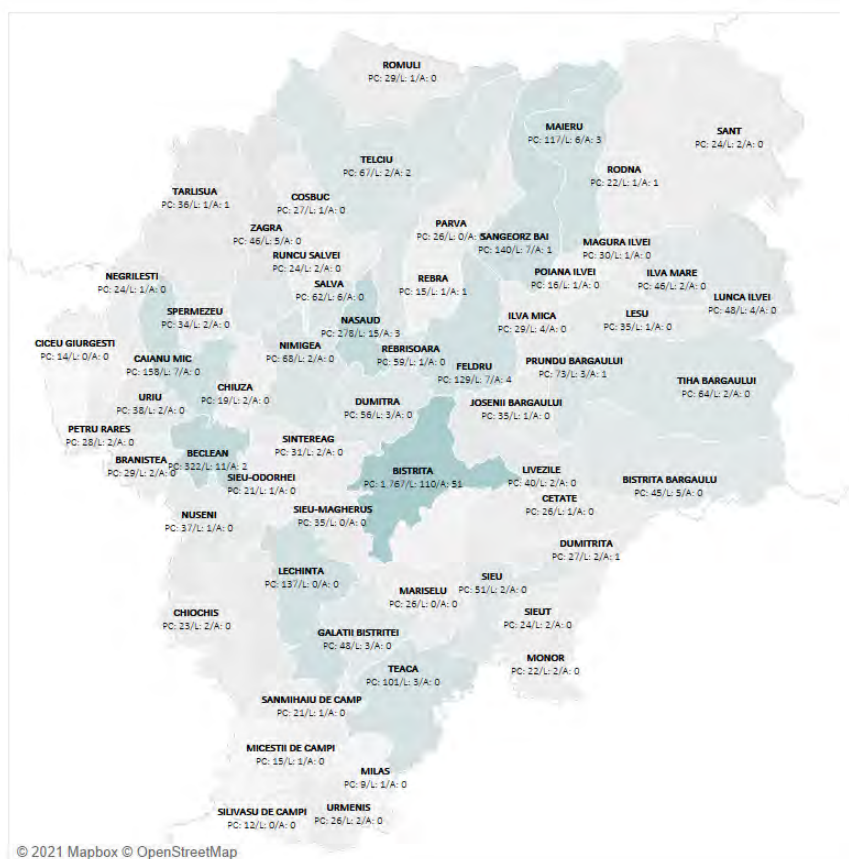 ROMULI
PC: 29/L: 1/A: 0
MAIERU
PC: 117/L: 6/A: 3
SANT
PC: 24/L: 2/A: 0
TELCIU
PC: 67/L: 2/A: 2
RODNA
PC: 22/L: 1/A: 1
TARLISUA
PC: 36/L: 1/A: 1
COSBUC
PC: 27/L: 1/A: 0
ZAGRA
PC: 46/L: 5/A: 0
PARVA
PC: 26/L: 0/A:
SANGEORZ BAI
PC: 140/L: 7/A: 1
MAGURA ILVEI
PC: 30/L: 1/A: 0
RUNCU SALVEI
PC: 24/L: 2/A: 0
NEGRILESTI
PC: 24/L: 1/A: 0
SALVA
PC: 62/L: 6/A: 0
REBRA
PC: 15/L: 1/A: 1
POIANA ILVEI
PC: 16/L: 1/A: 0
ILVA MARE
PC: 46/L: 2/A: 0
LUNCA ILVEI
PC: 48/L: 4/A: 0
SPERMEZEU
PC: 34/L: 2/A: 0
NASAUD
PC: 278/L: 15/A: 3
ILVA MICA
PC: 29/L: 4/A: 0
LESU
PC: 35/L: 1/A: 0
CICEU GIURGESTI
PC: 14/L: 0/A: 0
CAIANU MIC
PC: 158/L: 7/A: 0
NIMIGEA
PC: 68/L: 2/A: 0
REBRISOARA
PC: 59/L: 1/A: 0
FELDRU
PC: 129/L: 7/A: 4
PRUNDU BARGAULUI
PC: 73/L: 3/A: 1
TIHA BARGAULUI
PC: 64/L: 2/A: 0
CHIUZA
PC: 19/L: 2/A: 0
URIU
PC: 38/L: 2/A: 0
DUMITRA
PC: 56/L: 3/A: 0
JOSENII BARGAULUI
PC: 35/L: 1/A: 0
PETRU RARES
PC: 28/L: 2/A: 0
SINTEREAG
PC: 31/L: 2/A: 0
BRANISTEA
PC: 29/L: 2/A: 0
BECLEAN
PC: 322/L: 11/A: 2
SIEU-ODORHEI
PC: 21/L: 1/A: 0
BISTRITA
PC: 1,767/L: 110/A: 51
LIVEZILE
PC: 40/L: 2/A: 0
BISTRITA BARGAULU
PC: 45/L: 5/A: 0
CETATE
PC: 26/L: 1/A: 0
NUSENI
PC: 37/L: 1/A: 0
SIEU-MAGHERUS
PC: 35/L: 0/A: 0
DUMITRITA
PC: 27/L: 2/A: 1
LECHINTA
PC: 137/L: 0/A: 0
MARISELU
PC: 26/L: 0/A: 0
SIEU
PC: 51/L: 2/A: 0
CHIOCHIS
PC: 23/L: 2/A: 0
SIEUT
PC: 24/L: 2/A: 0
GALATII BISTRITEI
PC: 48/L: 3/A: 0
TEACA
PC: 101/L: 3/A: 0
MONOR
PC: 22/L: 2/A: 0
SANMIHAIU DE CAMP
PC: 21/L: 1/A: 0
MICESTII DE CAMPI
PC: 15/L: 1/A: 0
MILAS
PC: 9/L: 1/A: 0
SILIVASU DE CAMPI
PC: 12/L: 0/A: 0
URMENIS
PC: 26/L: 2/A: 0
© 2021 Mapbox © OpenStreetMap